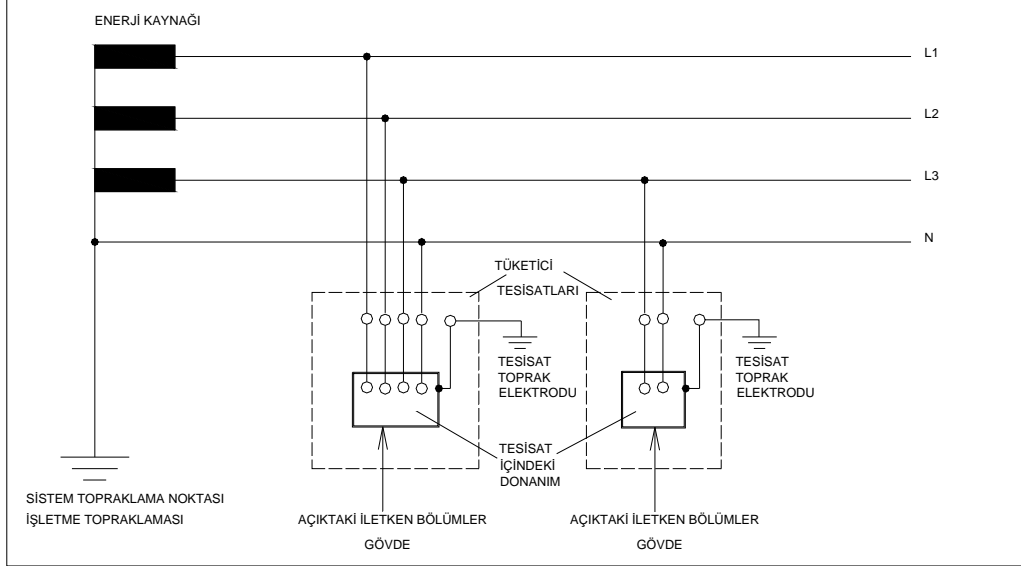 ENERJİ KAYNAĞI
L1
L2
L3
N
TÜKETİCİ
TESİSATLARI
TESİSAT
TOPRAK
ELEKTRODU
TESİSAT
TOPRAK
ELEKTRODU
TESİSAT
İÇİNDEKİ
DONANIM
SİSTEM TOPRAKLAMA NOKTASI
İŞLETME TOPRAKLAMASI
AÇIKTAKİ İLETKEN BÖLÜMLER
GÖVDE
AÇIKTAKİ İLETKEN BÖLÜMLER
GÖVDE